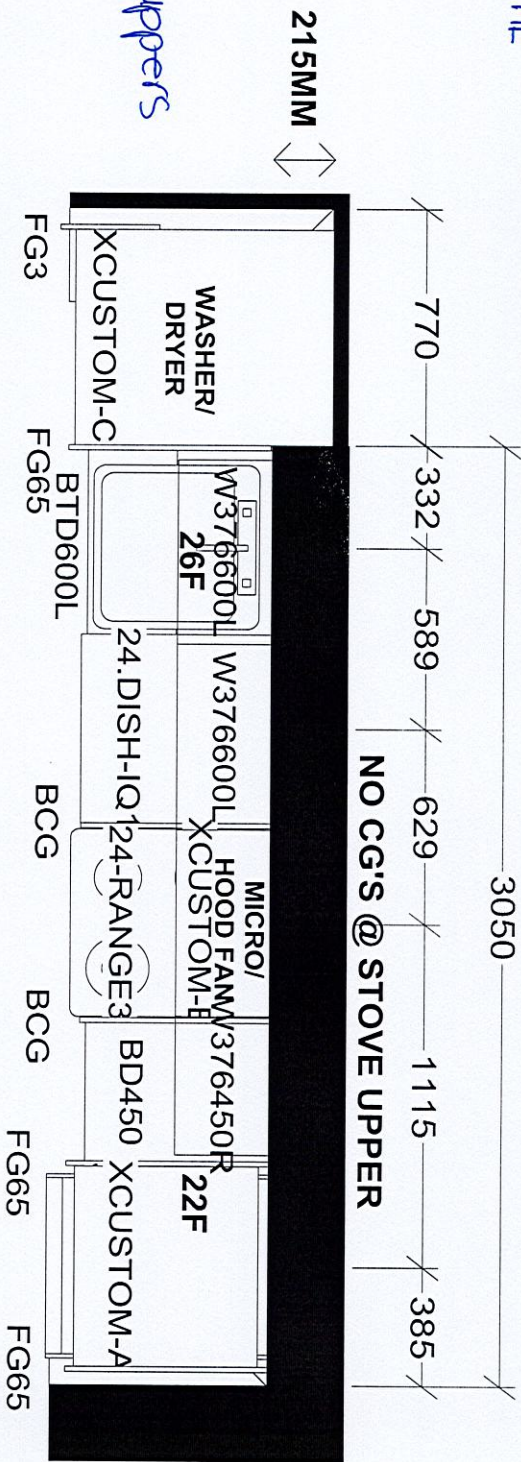 uppers
215MM
3050
770 332 589 629 1115 385
NO CG'S @ STOVE UPPER
WASHER/
DRYER
XCUSTOM-C
W376600L
26F
W376600L
MICRO/
HOOD FAN
XCUSTOM-E
W376450R
22F
24.DISH-IQ1
24-RANGE3
BD450
XCUSTOM-A
BTD600L
FG3
FG65
BCG
BCG
FG65
FG65